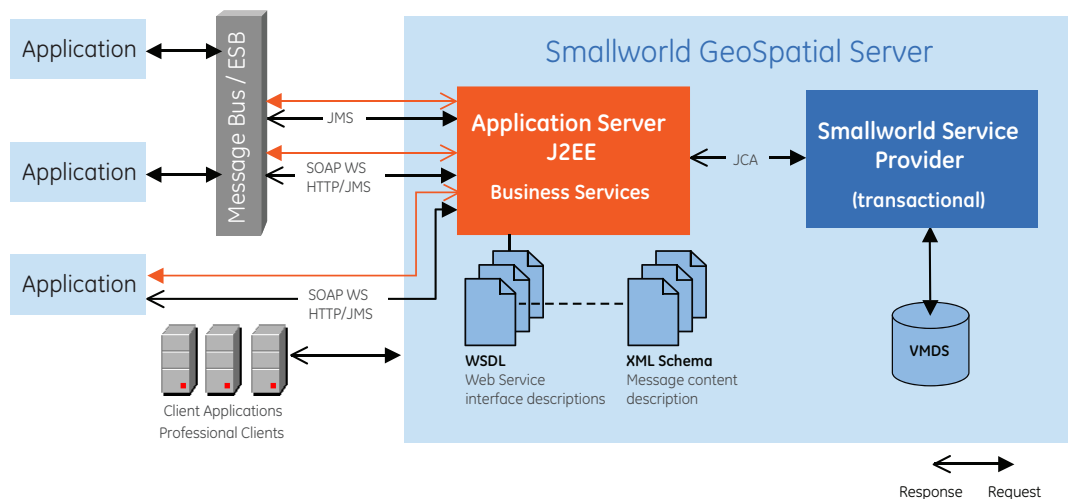 Application
Application
Application
Message Bus / ESB
Smallworld GeoSpatial Server
JMS
SOAP WS
HTTP/JMS
SOAP WS
HTTP/JMS
Application Server
J2EE
Business Services
JCA
Smallworld Service
Provider
(transactional)
VMDS
WSDL
Web Service
interface descriptions
XML Schema
Message content
description
Client Applications
Professional Clients
Response
Request